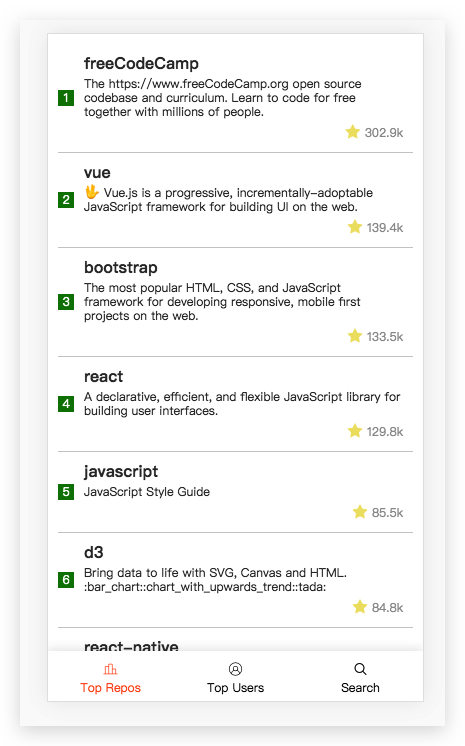 freeCodeCamp
1
The https://www.freeCodeCamp.org open source
codebase and curriculum. Learn to code for free
together with millions of people.
302.9k
vue
2
🖖 Vue.js is a progressive, incrementally-adoptable
JavaScript framework for building UI on the web.
139.4k
bootstrap
3
The most popular HTML, CSS, and JavaScript
framework for developing responsive, mobile first
projects on the web.
133.5k
react
4
A declarative, efficient, and flexible JavaScript library for
building user interfaces.
129.8k
javascript
5
JavaScript Style Guide
85.5k
d3
6
Bring data to life with SVG, Canvas and HTML.
:bar_chart::chart_with_upwards_trend::tada:
84.8k
react-native
Top Repos
Top Users
Search